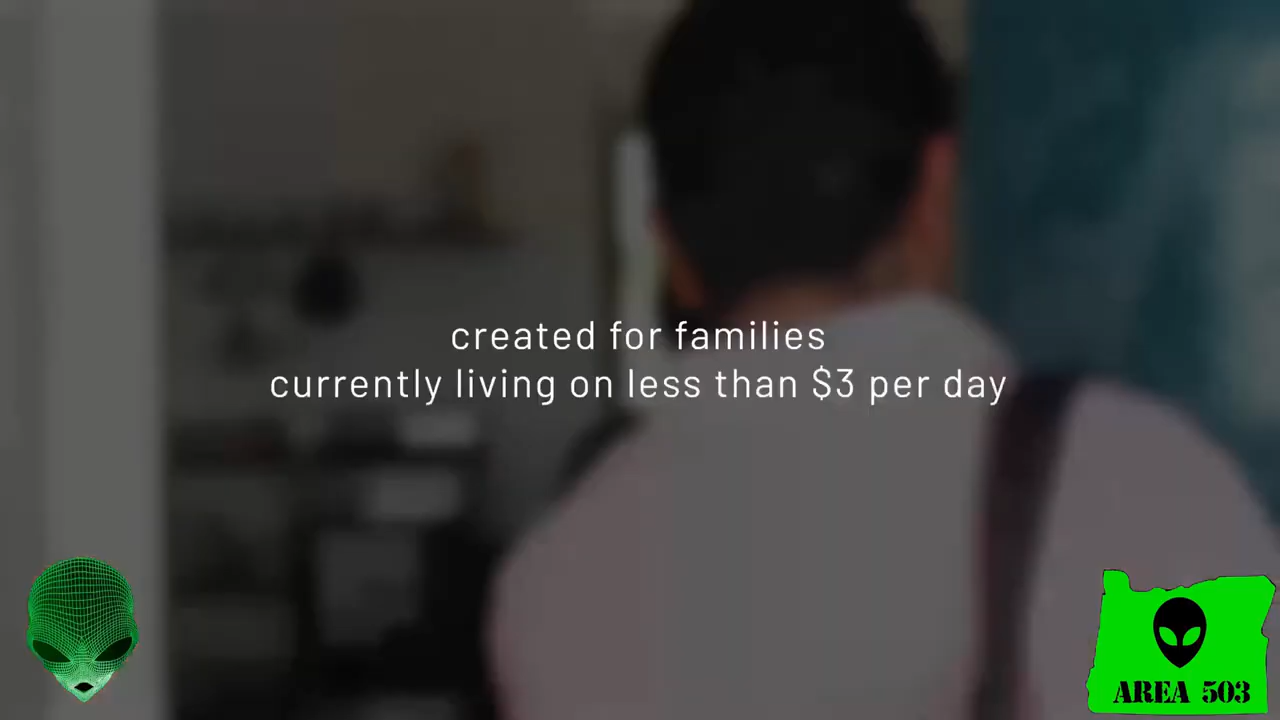 created for families
currently living on less than $3 per day
AREA 503